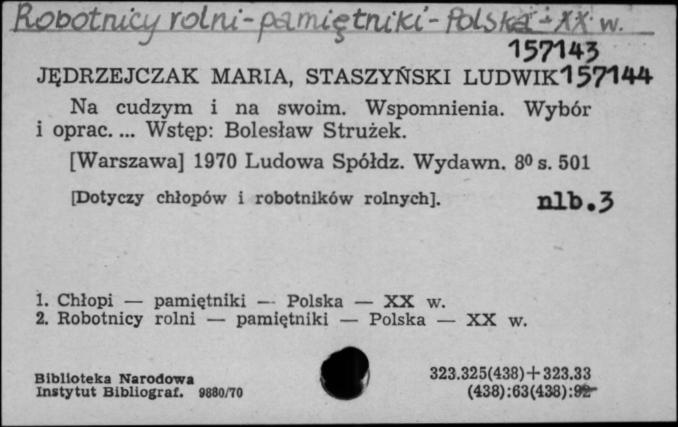 Robotnicy rolni - pamiętniki - Polska - XX w.
157143
JĘDRZEJCZAK MARIA, STASZYŃSKI LUDWIK 157144
Na cudzym i na swoim. Wspomnienia. Wybór
i oprac. ... Wstęp: Bolesław Strużek.
[Warszawa] 1970 Ludowa Spółdz. Wydawn. 8⁰ s. 501
[Dotyczy chłopów i robotników rolnych]. nlb.3
1. Chłopi — pamiętniki — Polska — XX w.
2. Robotnicy rolni — pamiętniki — Polska — XX w.
Biblioteka Narodowa 323.325(438)+323.33
Instytut Bibliograf. 9880/70 (438):63(438):92-